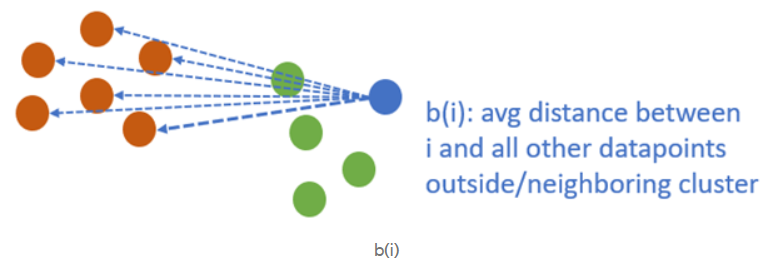 b(i): avg distance between
i and all other datapoints
outside/neighboring cluster
b(i)